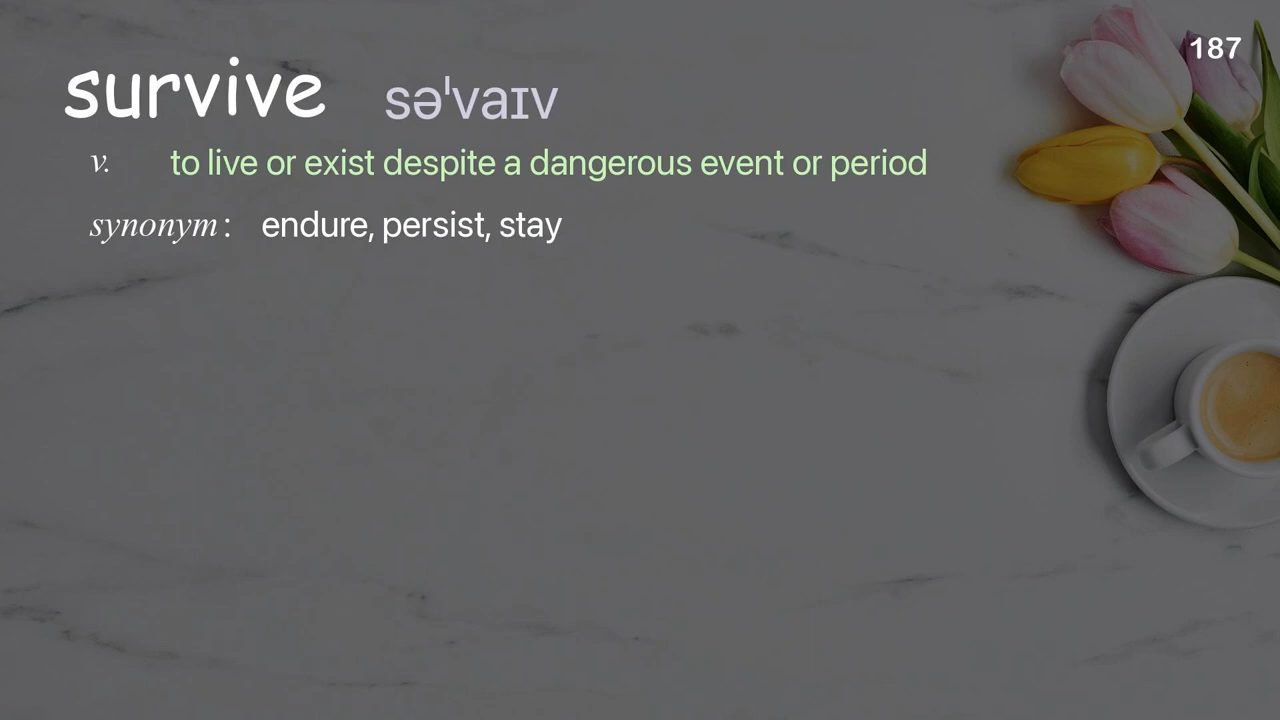 187
survive səˈvaɪv
v. to live or exist despite a dangerous event or period
synonym: endure, persist, stay